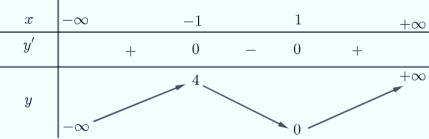 x −∞ −1 1 +∞
y′ + 0 − 0 + 
4 +∞
y
−∞ 0